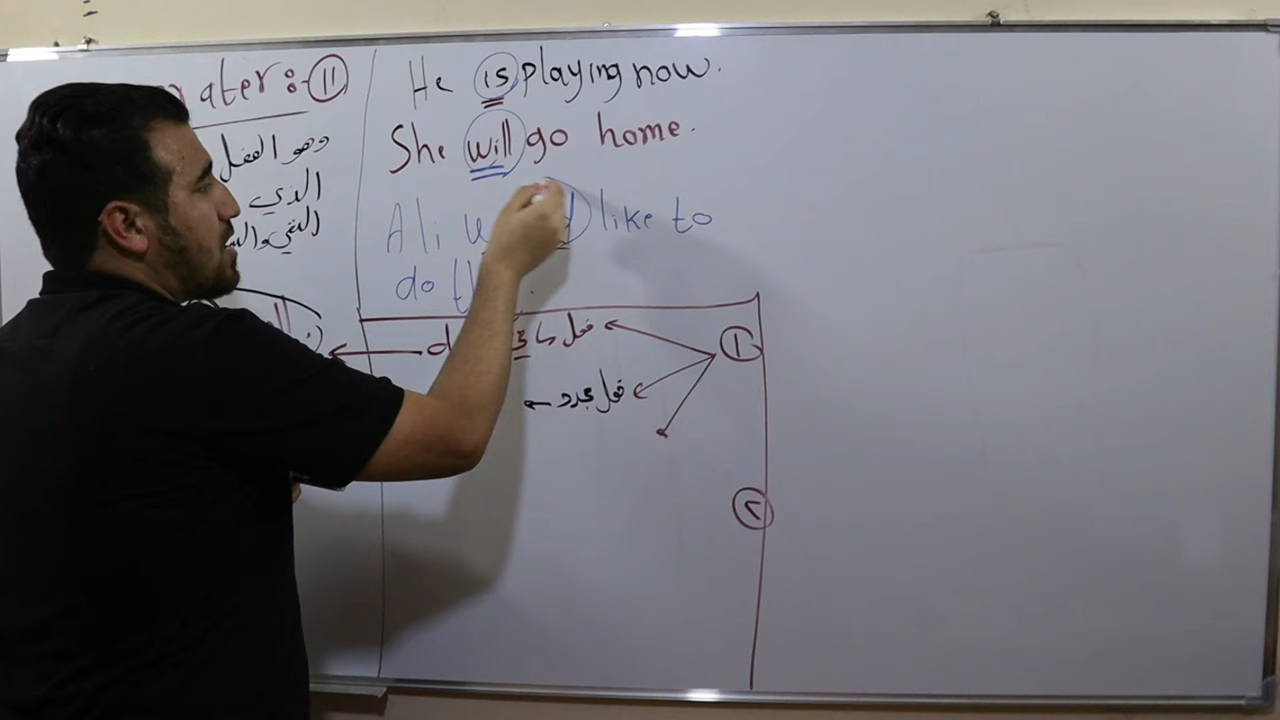 He is playing now.
She will go home.
Ali like to
do
ater :- 11
وهو الفعل
الذي
النفي
1
فعل ماضي
فعل مجرد
2